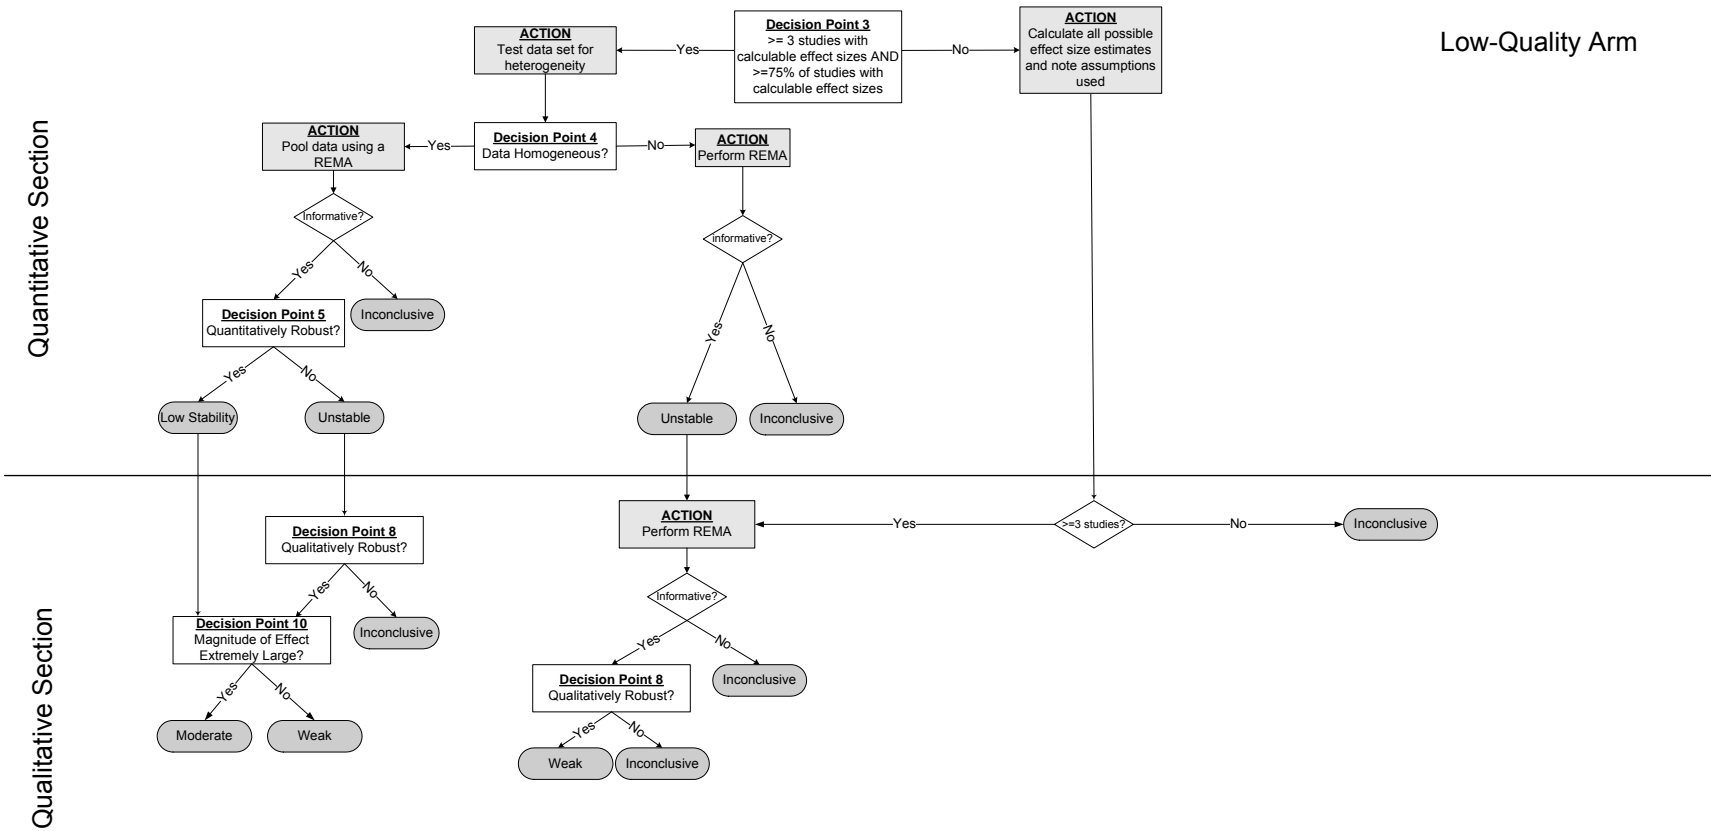 Low-Quality Arm
Quantitative Section
Qualitative Section
ACTION
Test data set for
heterogeneity
Yes
Decision Point 3
>= 3 studies with
calculable effect sizes AND
>=75% of studies with
calculable effect sizes
No
ACTION
Calculate all possible
effect size estimates
and note assumptions
used
ACTION
Pool data using a
REMA
Yes
Decision Point 4
Data Homogeneous?
No
ACTION
Perform REMA
Informative?
informative?
Yes
No
Decision Point 5
Quantitatively Robust?
Inconclusive
Yes
No
Yes
No
Low Stability
Unstable
Unstable
Inconclusive
Decision Point 8
Qualitatively Robust?
ACTION
Perform REMA
Yes
>=3 studies?
No
Inconclusive
Yes
No
Informative?
Decision Point 10
Magnitude of Effect
Extremely Large?
Inconclusive
Yes
No
Yes
No
Decision Point 8
Qualitatively Robust?
Inconclusive
Moderate
Weak
Yes
No
Weak
Inconclusive